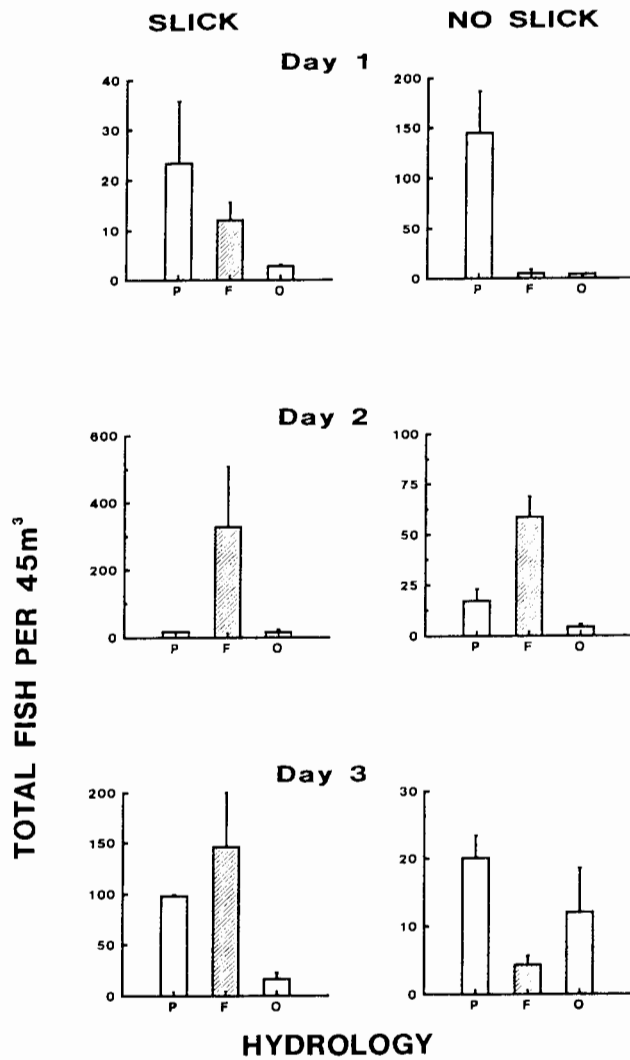 SLICK NO SLICK
Day 1
40 200
30 150
20 100
10 50
0 0
P F O P F O
Day 2
600 100
75
400
50
200
25
0 0
P F O P F O
Day 3
200 30
150
20
100
10
50
0 0
P F O P F O
TOTAL FISH PER 45m³
HYDROLOGY